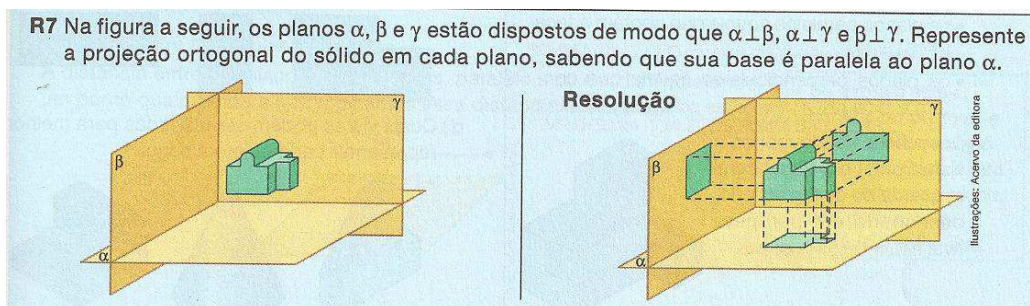 R7 Na figura a seguir, os planos α, β e γ estão dispostos de modo que α⊥β, α⊥γ e β⊥γ. Represente
a projeção ortogonal do sólido em cada plano, sabendo que sua base é paralela ao plano α.
γ
β
α
Resolução
γ
β
α
Ilustrações: Acervo da editora